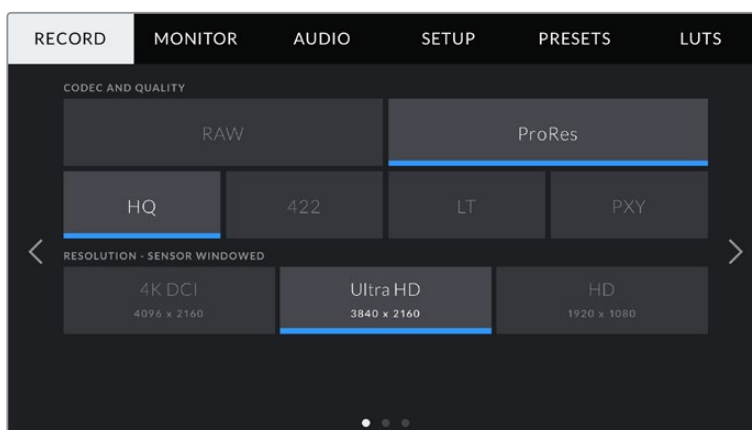 RECORD MONITOR AUDIO SETUP PRESETS LUTS
CODEC AND QUALITY
RAW ProRes
HQ 422 LT PXY
RESOLUTION - SENSOR WINDOWED
4K DCI Ultra HD HD
4096 x 2160 3840 x 2160 1920 x 1080